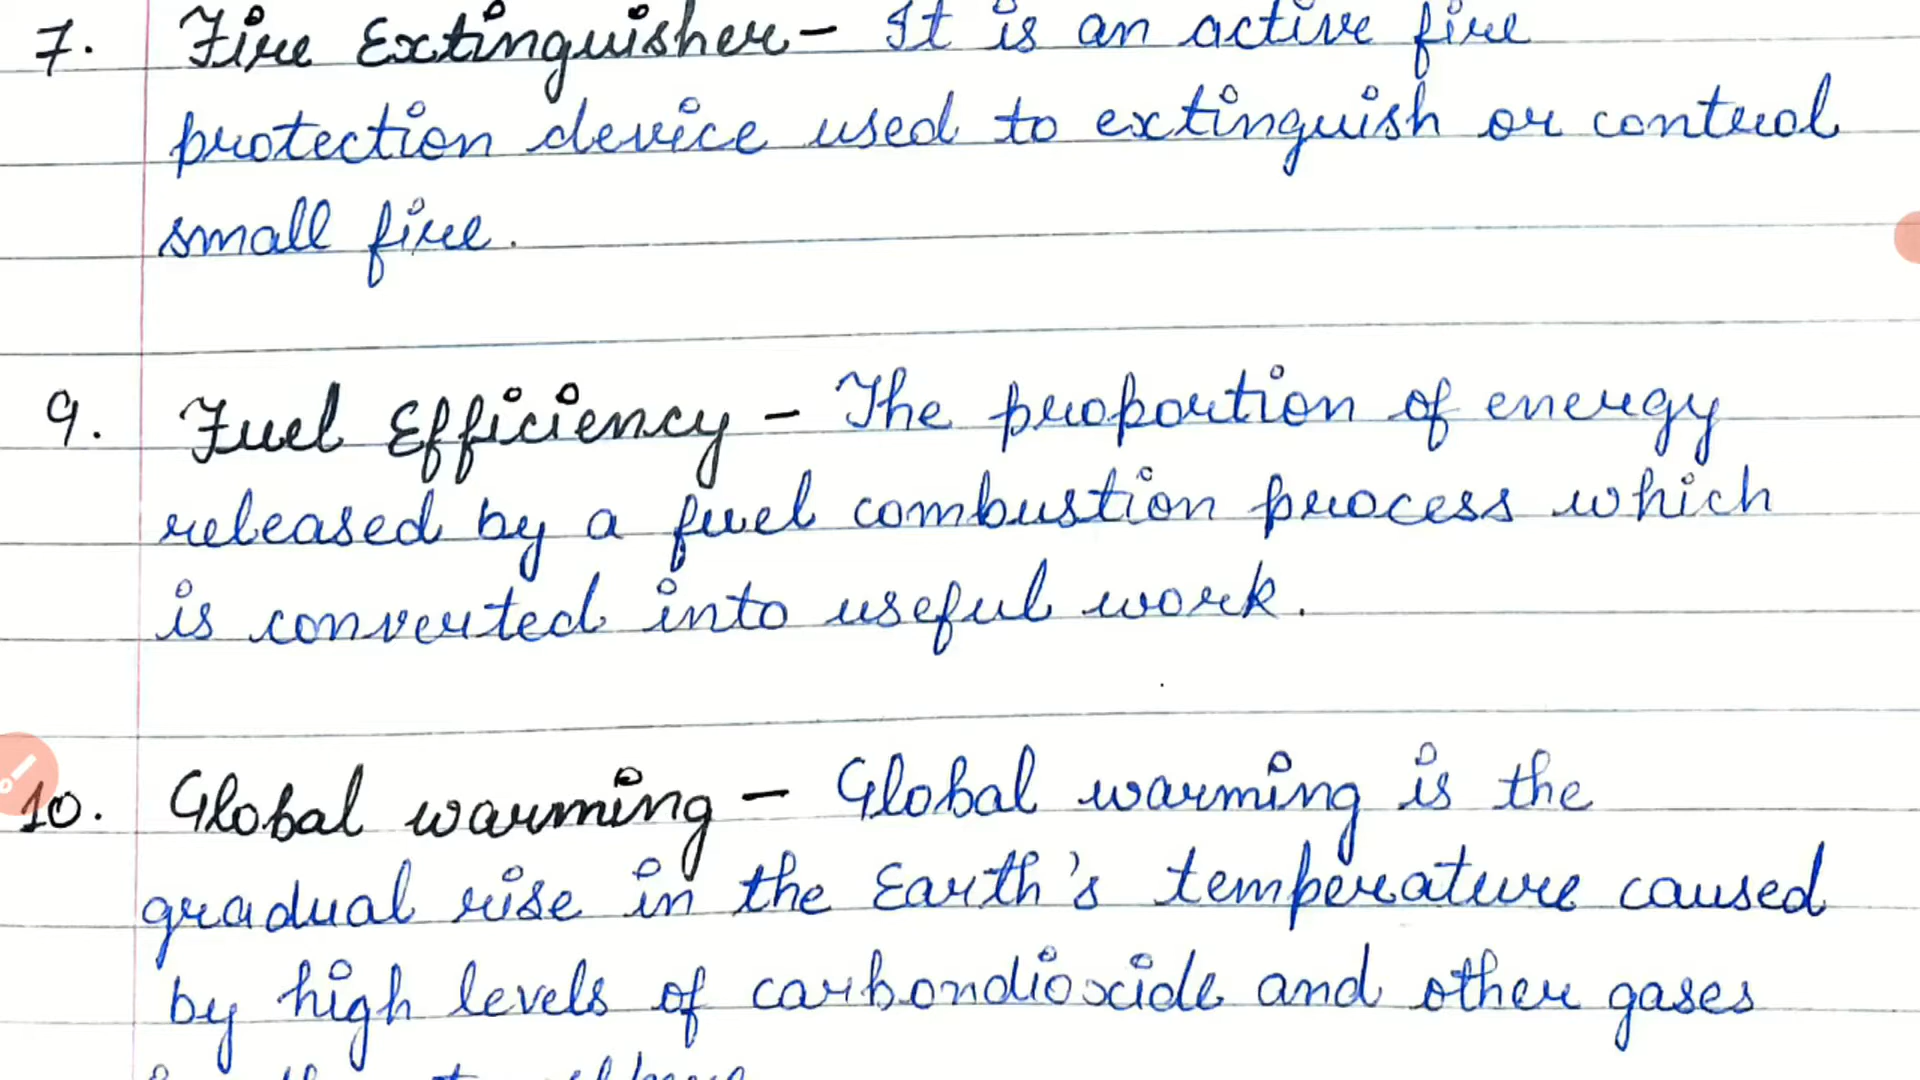 7. Fire Extinguisher - It is an active fire
protection device used to extinguish or control
small fire.
9. Fuel Efficiency - The proportion of energy
released by a fuel combustion process which
is converted into useful work.
10. Global warming - Global warming is the
gradual rise in the Earth's temperature caused
by high levels of carbondioxide and other gases